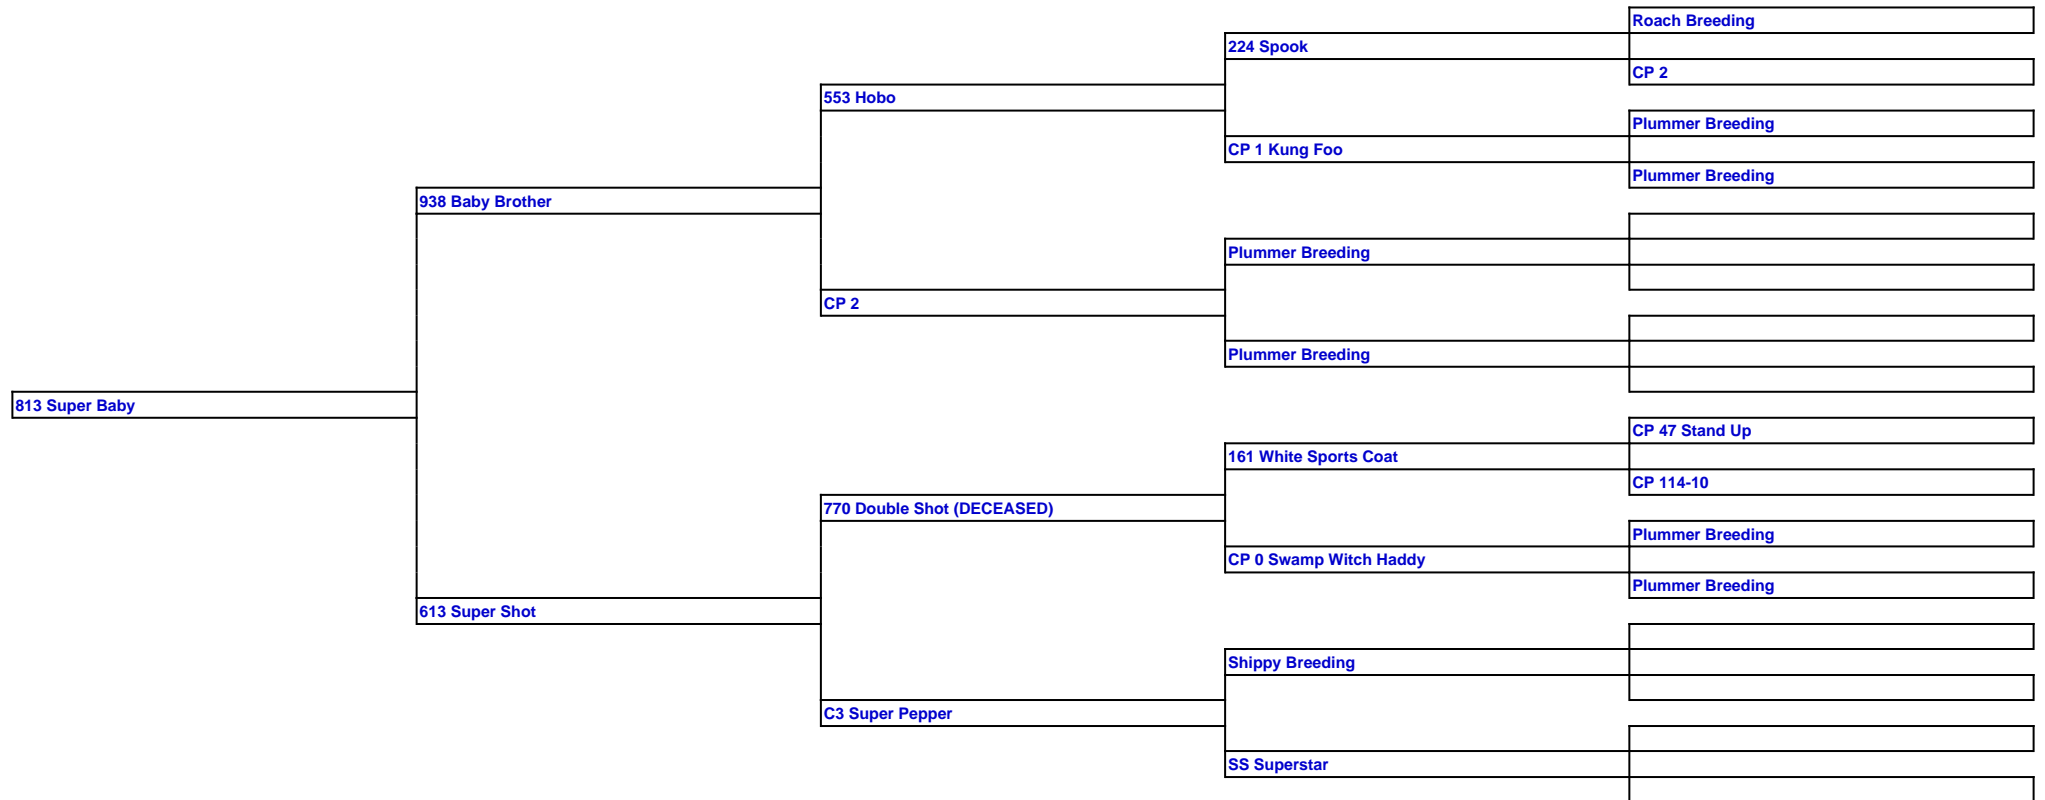 Roach Breeding
224 Spook
CP 2
553 Hobo
Plummer Breeding
CP 1 Kung Foo
Plummer Breeding
938 Baby Brother
Plummer Breeding
CP 2
Plummer Breeding
813 Super Baby
CP 47 Stand Up
161 White Sports Coat
CP 114-10
770 Double Shot (DECEASED)
Plummer Breeding
CP 0 Swamp Witch Haddy
Plummer Breeding
613 Super Shot
Shippy Breeding
C3 Super Pepper
SS Superstar